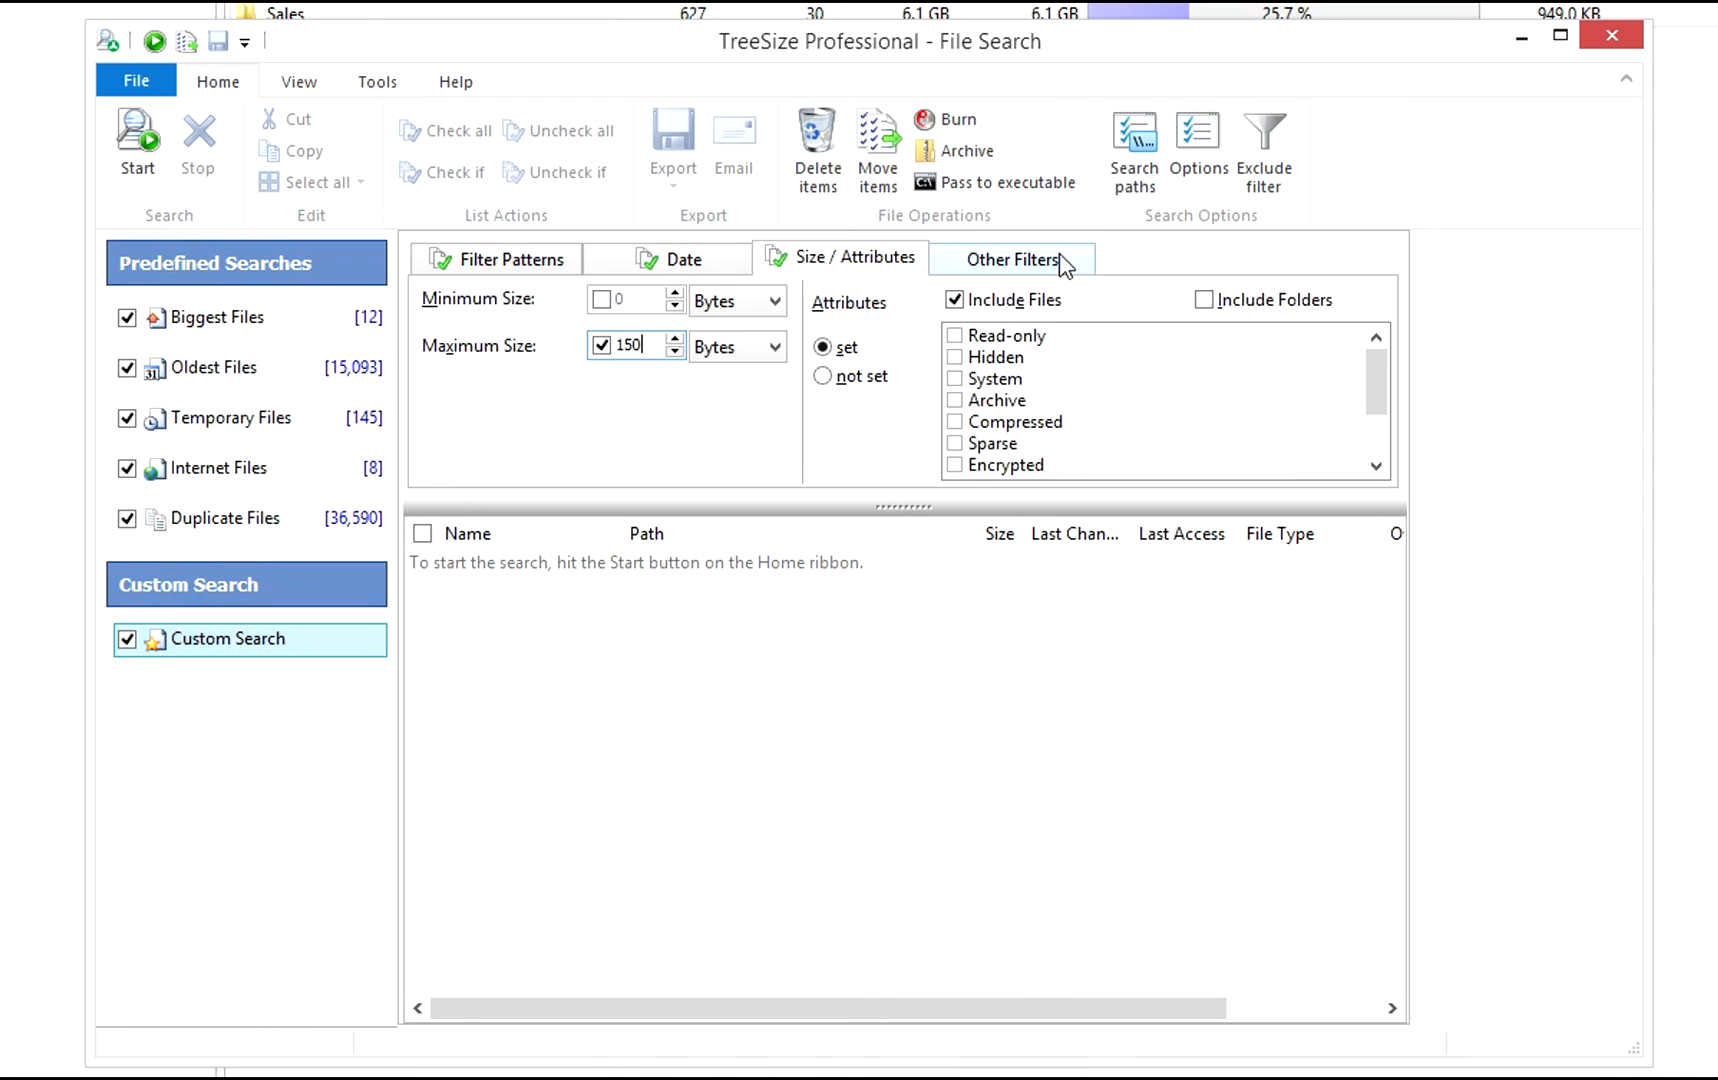 Sales 627 30 6.1 GB 6.1 GB 25.7 % 949.0 KB
TreeSize Professional - File Search
File Home View Tools Help
Start Stop
Cut
Copy
Select all
Check all Uncheck all
Check if Uncheck if
Export Email
Delete items
Move items
Burn
Archive
Pass to executable
Search paths
Options
Exclude filter
Search Edit List Actions Export File Operations Search Options
Predefined Searches
Biggest Files [12]
Oldest Files [15,093]
Temporary Files [145]
Internet Files [8]
Duplicate Files [36,590]
Custom Search
Custom Search
Filter Patterns Date Size / Attributes Other Filters
Minimum Size: 0 Bytes
Maximum Size: 150 Bytes
Attributes
set
not set
Include Files Include Folders
Read-only
Hidden
System
Archive
Compressed
Sparse
Encrypted
Name Path Size Last Chan... Last Access File Type O
To start the search, hit the Start button on the Home ribbon.